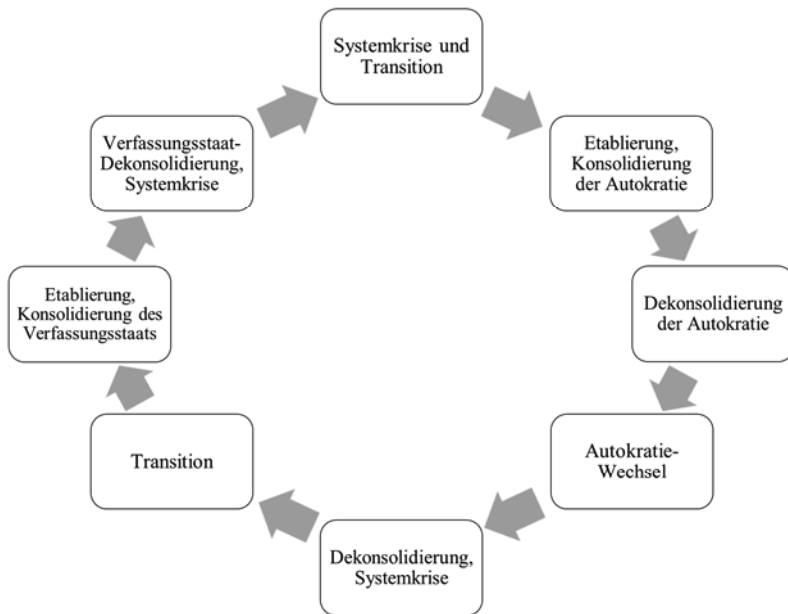 Systemkrise und
Transition
Etablierung,
Konsolidierung
der Autokratie
Dekonsolidierung
der Autokratie
Autokratie-
Wechsel
Dekonsolidierung,
Systemkrise
Transition
Etablierung,
Konsolidierung des
Verfassungsstaats
Verfassungsstaat-
Dekonsolidierung,
Systemkrise